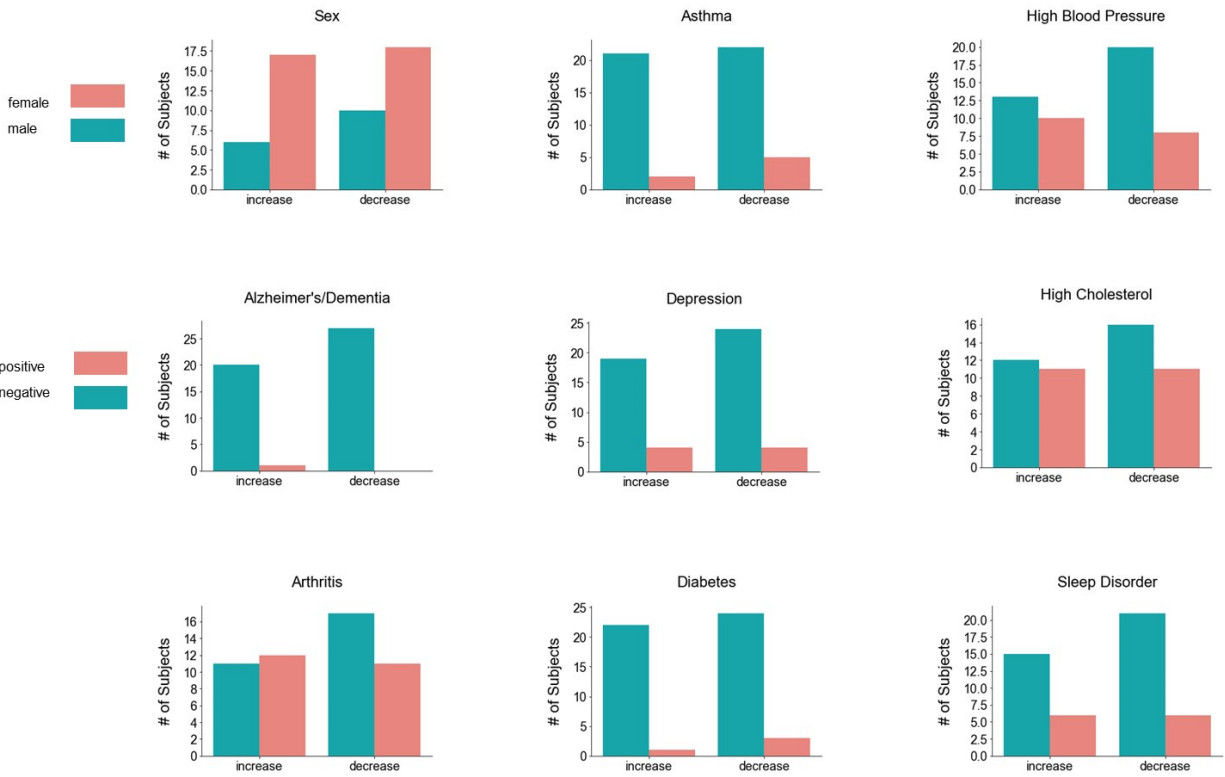 Sex
Asthma
High Blood Pressure
female
male
# of Subjects
17.5
15.0
12.5
10.0
7.5
5.0
2.5
0.0
increase
decrease
# of Subjects
20
15
10
5
0
increase
decrease
# of Subjects
20.0
17.5
15.0
12.5
10.0
7.5
5.0
2.5
0.0
increase
decrease
Alzheimer's/Dementia
Depression
High Cholesterol
positive
negative
# of Subjects
25
20
15
10
5
0
increase
decrease
# of Subjects
25
20
15
10
5
0
increase
decrease
# of Subjects
16
14
12
10
8
6
4
2
0
increase
decrease
Arthritis
Diabetes
Sleep Disorder
# of Subjects
16
14
12
10
8
6
4
2
0
increase
decrease
# of Subjects
25
20
15
10
5
0
increase
decrease
# of Subjects
20.0
17.5
15.0
12.5
10.0
7.5
5.0
2.5
0.0
increase
decrease